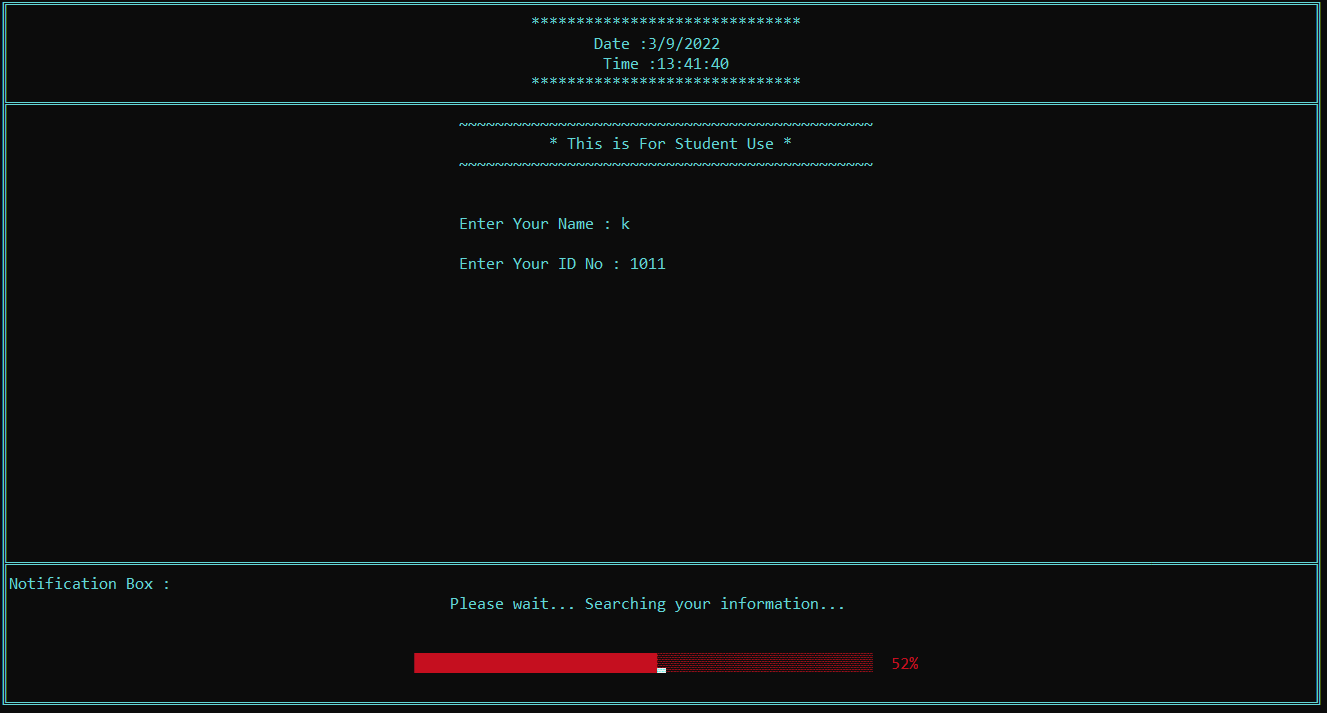 ******************************
Date :3/9/2022
Time :13:41:40
******************************
~~~~~~~~~~~~~~~~~~~~~~~~~~~~~~~~~~~~~~~~~~~~~~
* This is For Student Use *
~~~~~~~~~~~~~~~~~~~~~~~~~~~~~~~~~~~~~~~~~~~~~~
Enter Your Name : k
Enter Your ID No : 1011
Notification Box :
Please wait... Searching your information...
52%